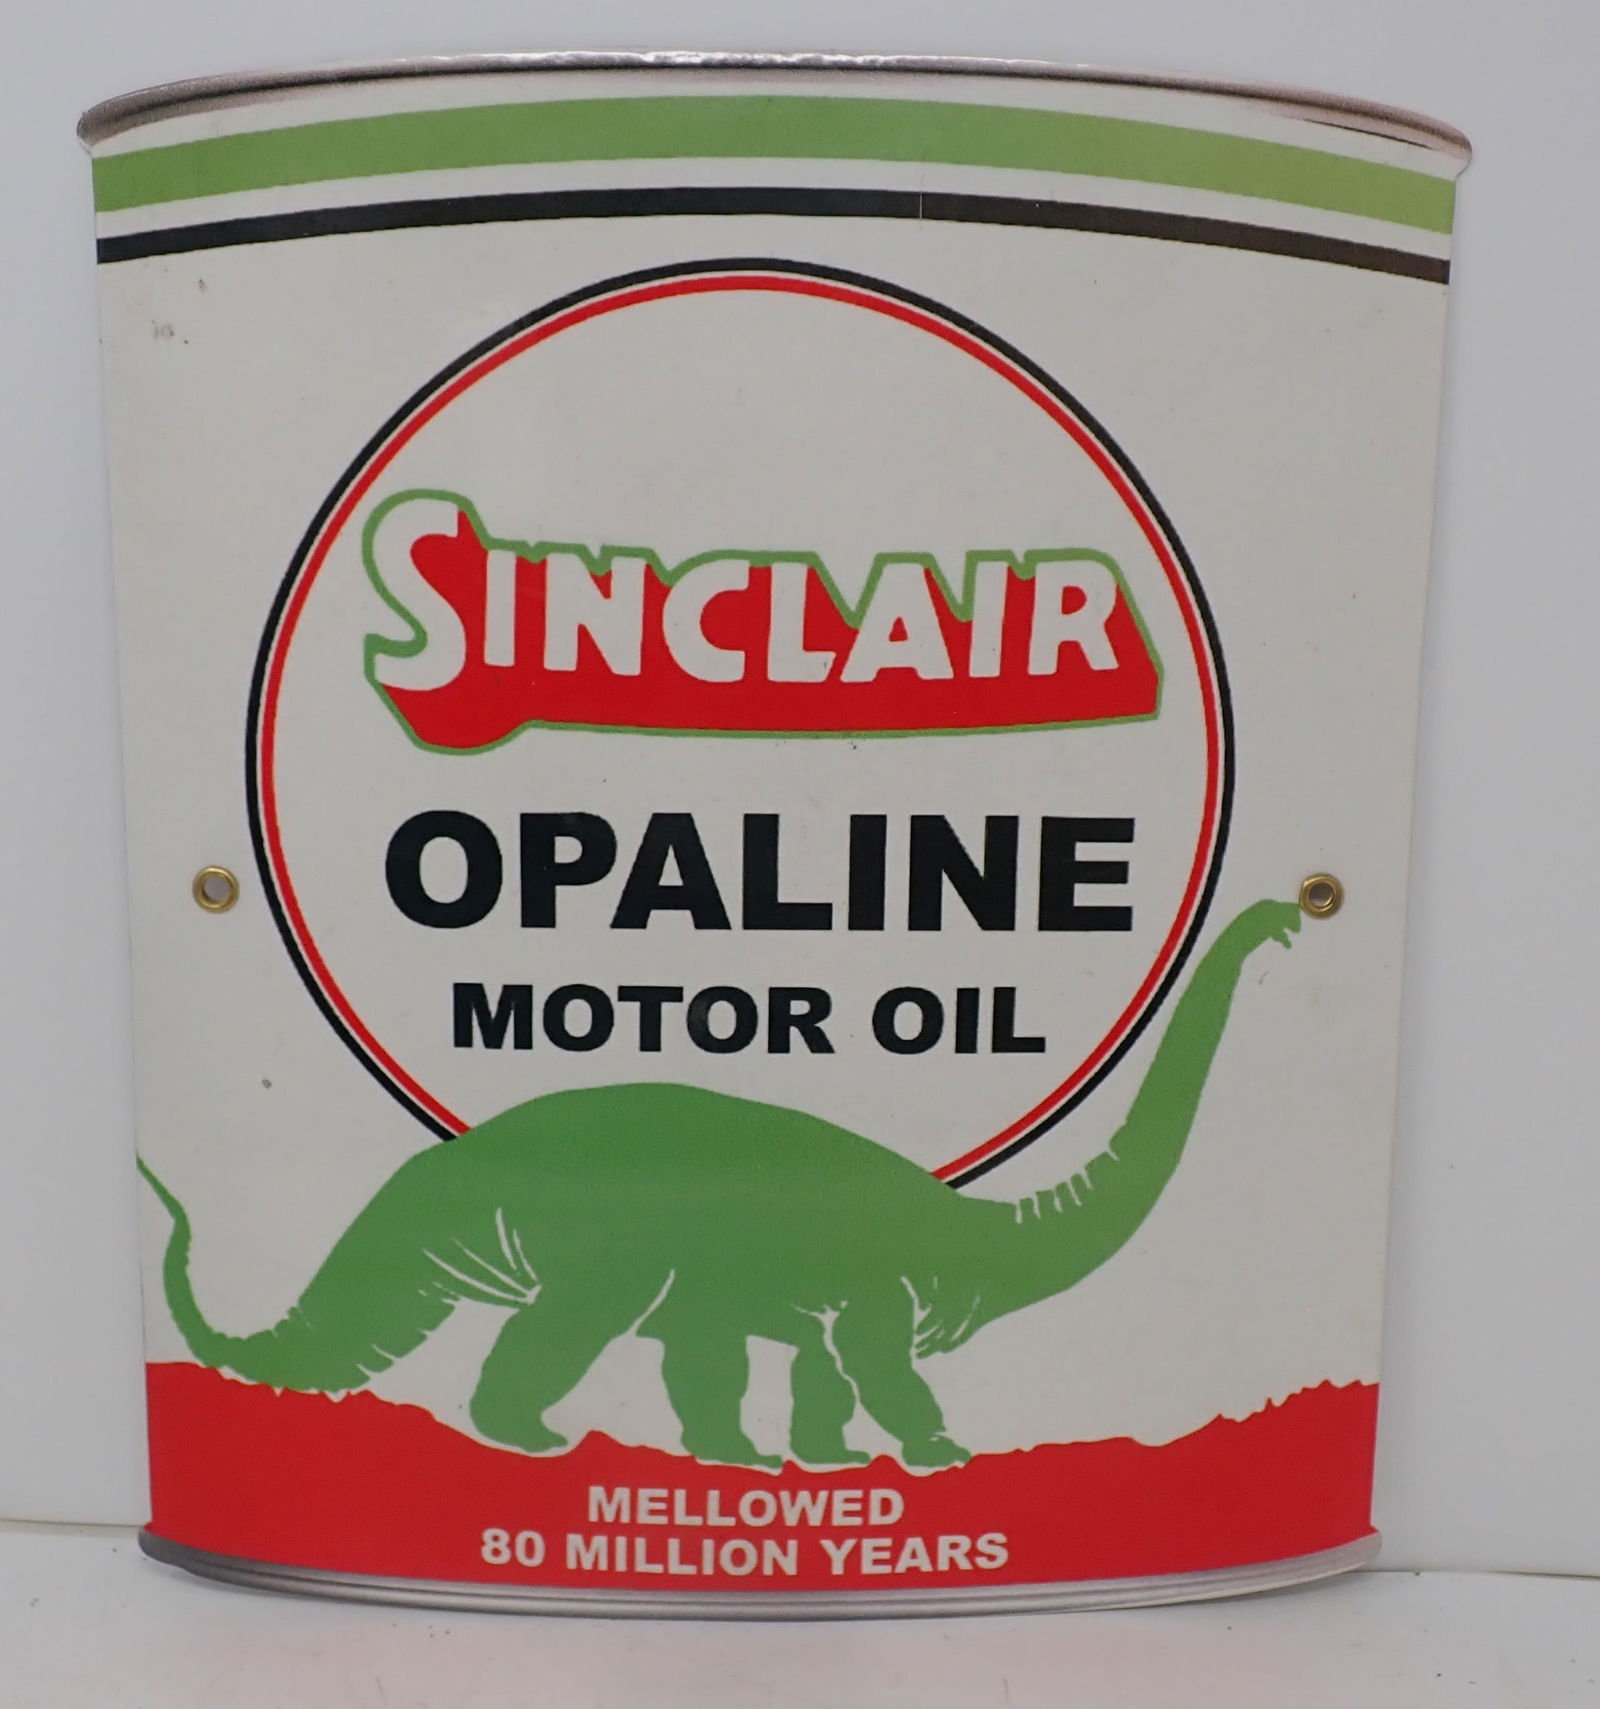 SINCLAIR
OPALINE
MOTOR OIL
MELLOWED
80 MILLION YEARS